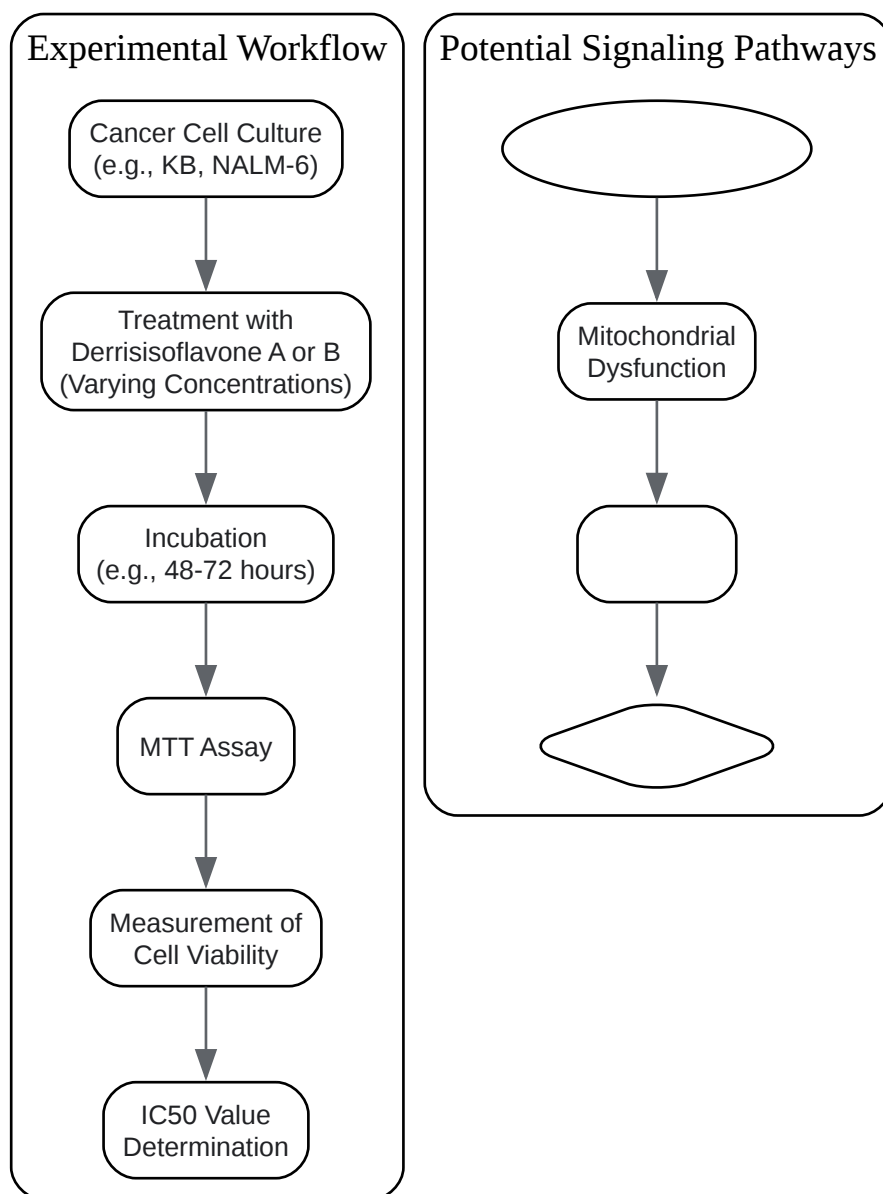 Experimental Workflow
Cancer Cell Culture
(e.g., KB, NALM-6)
Treatment with
Derrisisoflavone A or B
(Varying Concentrations)
Incubation
(e.g., 48-72 hours)
MTT Assay
Measurement of
Cell Viability
IC50 Value
Determination
Potential Signaling Pathways
Mitochondrial
Dysfunction